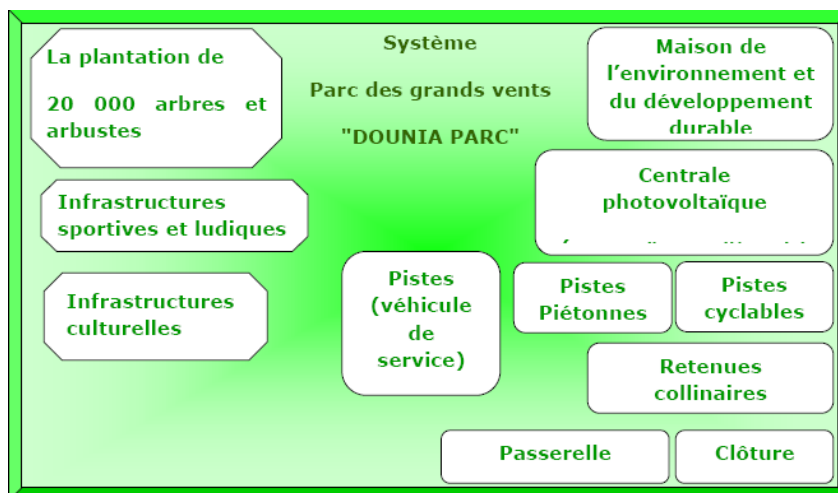 La plantation de
20 000 arbres et
arbustes
Système
Parc des grands vents
"DOUNIA PARC"
Maison de
l'environnement et
du développement
durable
Centrale
photovoltaïque
Infrastructures
sportives et ludiques
Infrastructures
culturelles
Pistes
(véhicule
de
service)
Pistes
Piétonnes
Pistes
cyclables
Retenues
collinaires
Passerelle
Clôture